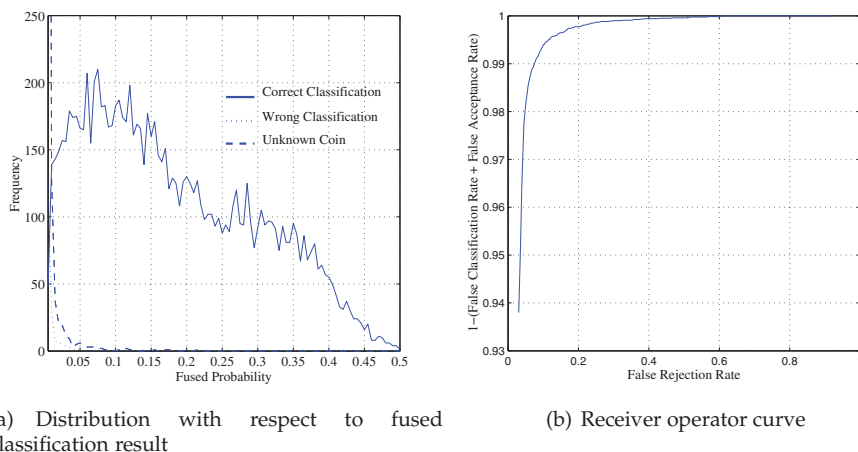 250
200
150
100
50
0
Frequency
0.05 0.1 0.15 0.2 0.25 0.3 0.35 0.4 0.45 0.5
Fused Probability
Correct Classification
Wrong Classification
Unknown Coin
a) Distribution with respect to fused
lassification result
1
0.99
0.98
0.97
0.96
0.95
0.94
0.93
1−(False Classification Rate + False Acceptance Rate)
0 0.2 0.4 0.6 0.8
False Rejection Rate
(b) Receiver operator curve